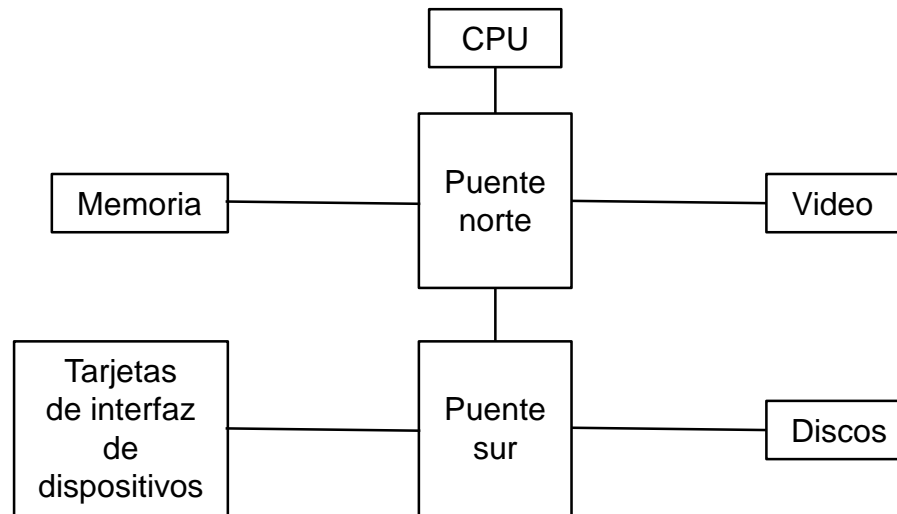 CPU
Puente
norte
Memoria
Video
Tarjetas
de interfaz
de
dispositivos
Puente
sur
Discos